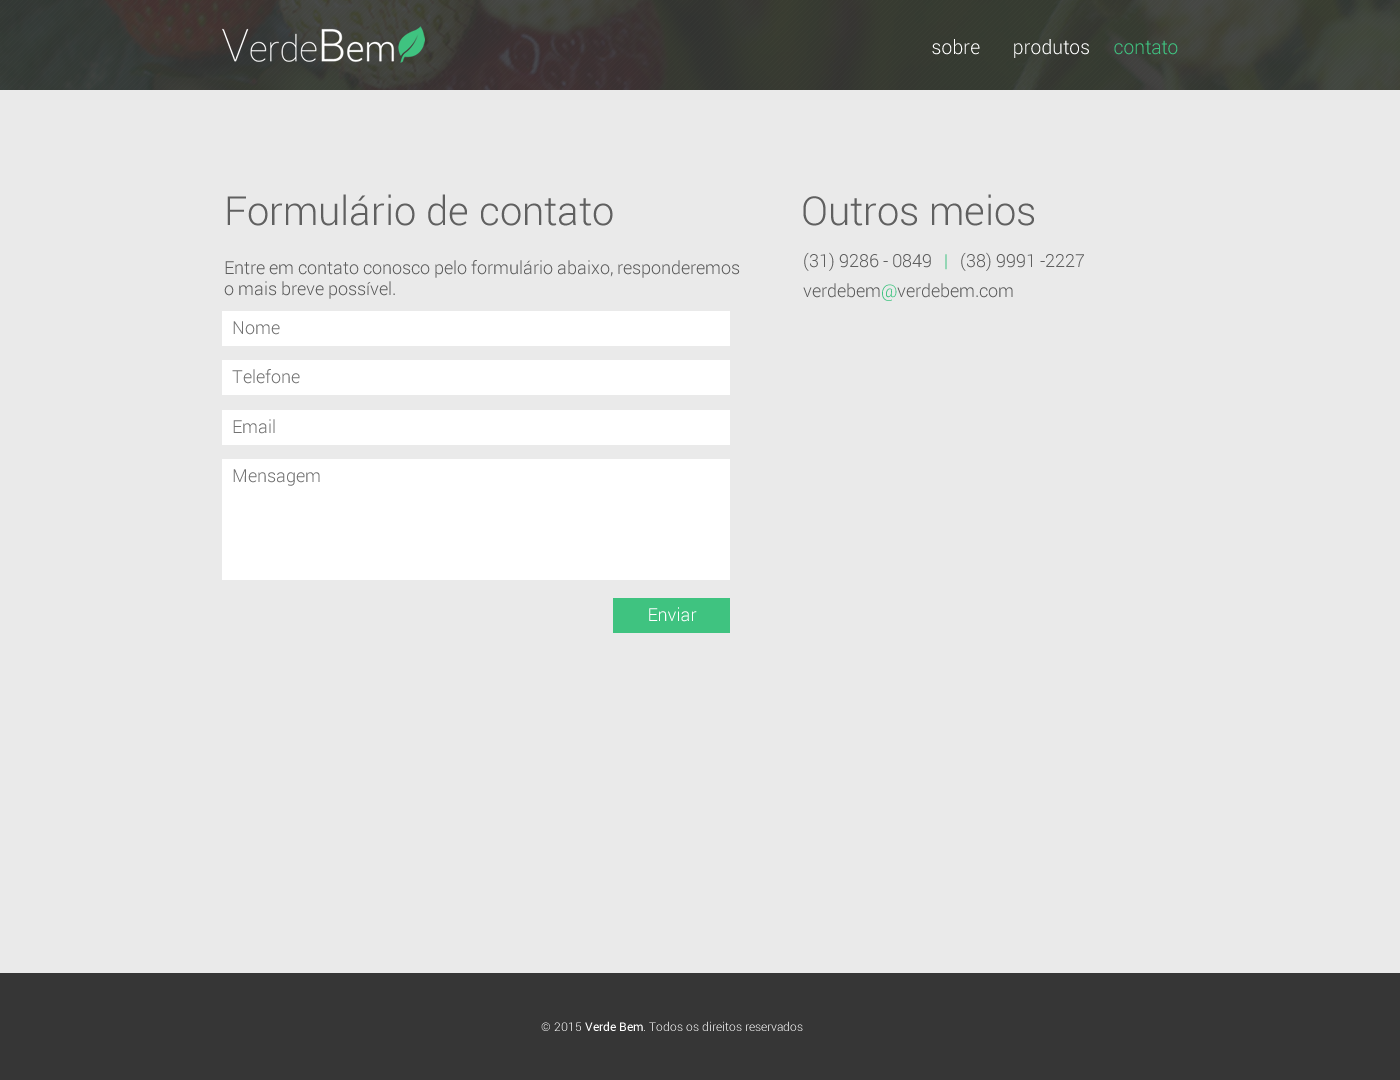 VerdeBem
sobre produtos contato
Formulário de contato
Entre em contato conosco pelo formulário abaixo, responderemos
o mais breve possível.
Nome
Telefone
Email
Mensagem
Enviar
Outros meios
(31) 9286 - 0849 | (38) 9991 -2227
verdebem@verdebem.com
© 2015 Verde Bem. Todos os direitos reservados